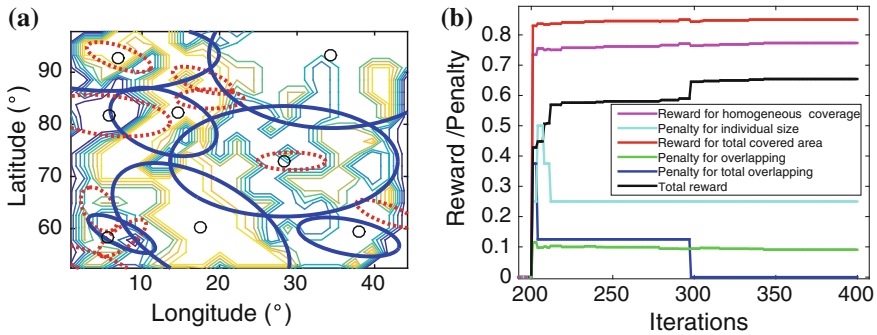 (a)
90
80
70
60
Latitude (°)
10
20
30
40
Longitude (°)
(b)
1
0.9
0.8
0.7
0.6
0.5
0.4
0.3
0.2
0.1
0
Reward /Penalty
Reward for homogeneous coverage
Penalty for individual size
Reward for total covered area
Penalty for overlapping
Penalty for total overlapping
Total reward
200
250
300
350
400
Iterations